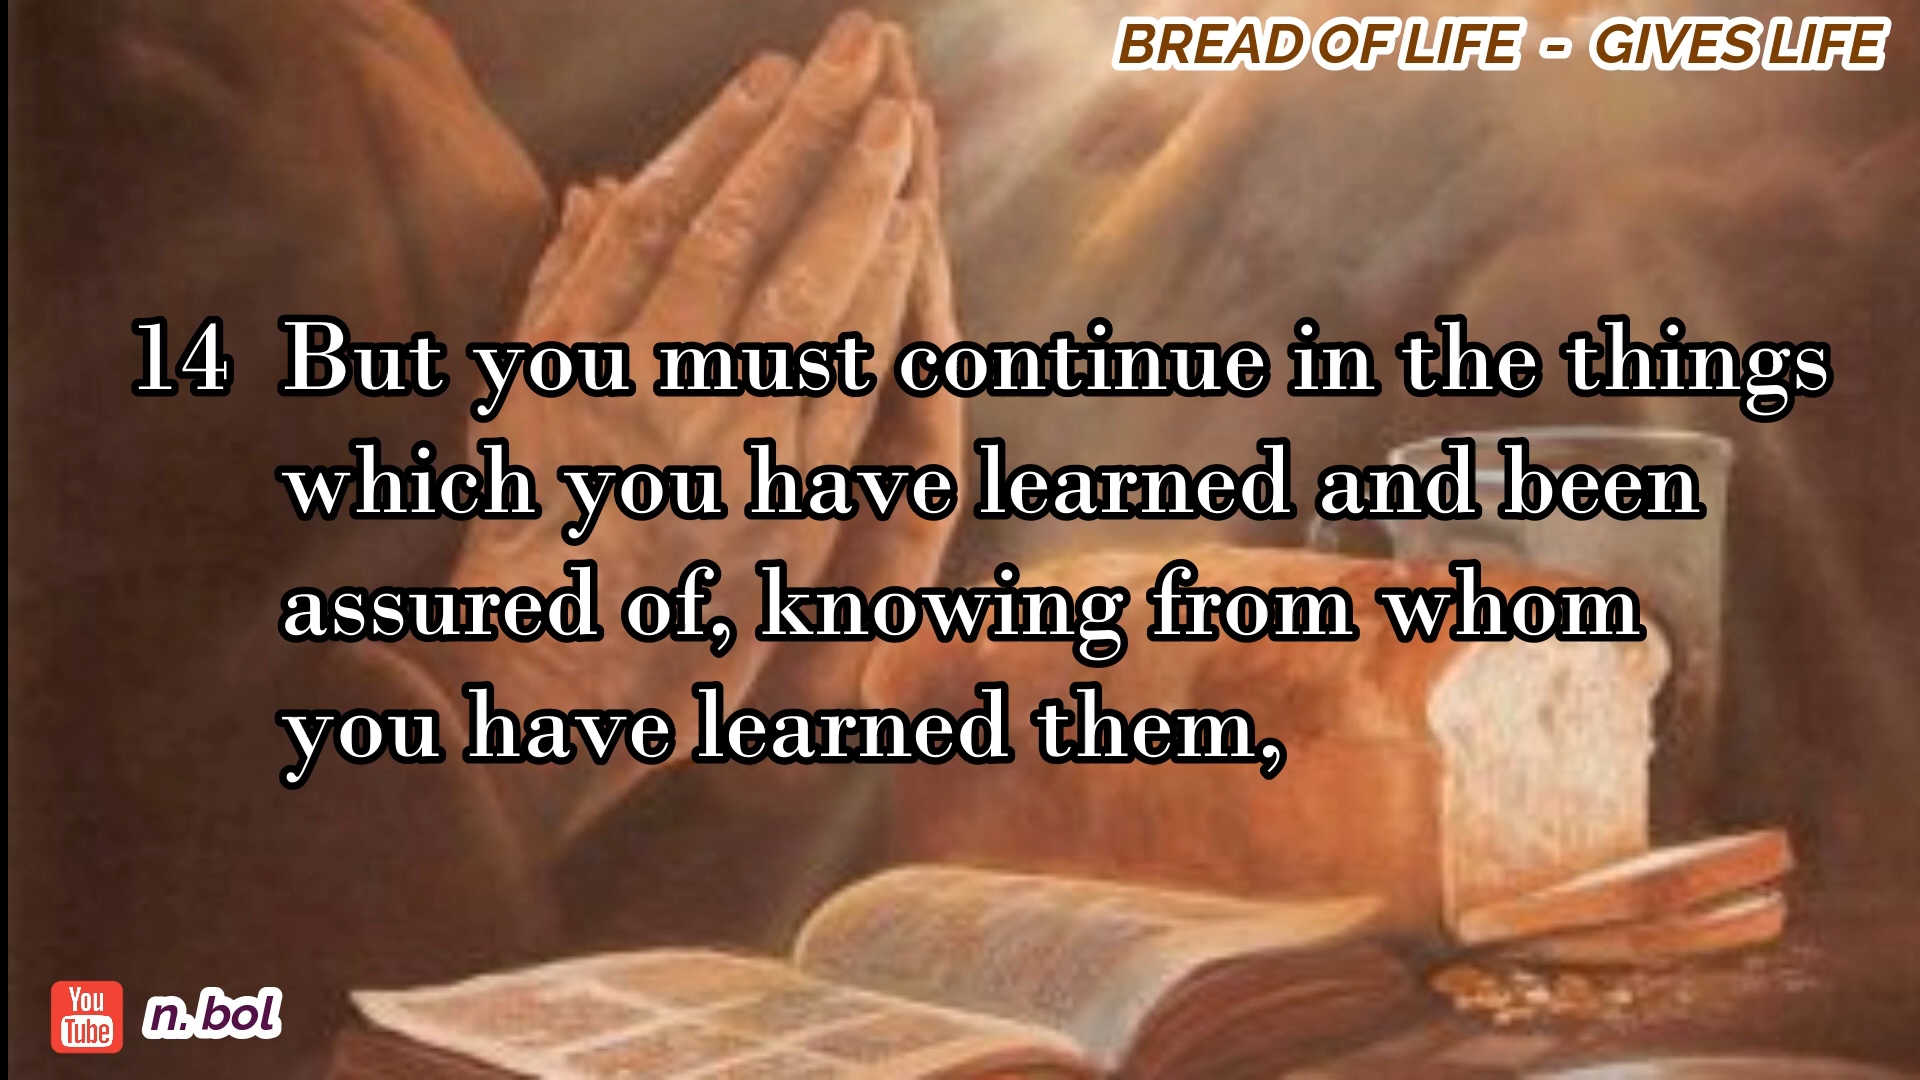 BREAD OF LIFE - GIVES LIFE
14 But you must continue in the things
which you have learned and been
assured of, knowing from whom
you have learned them,
You
Tube
n. bol